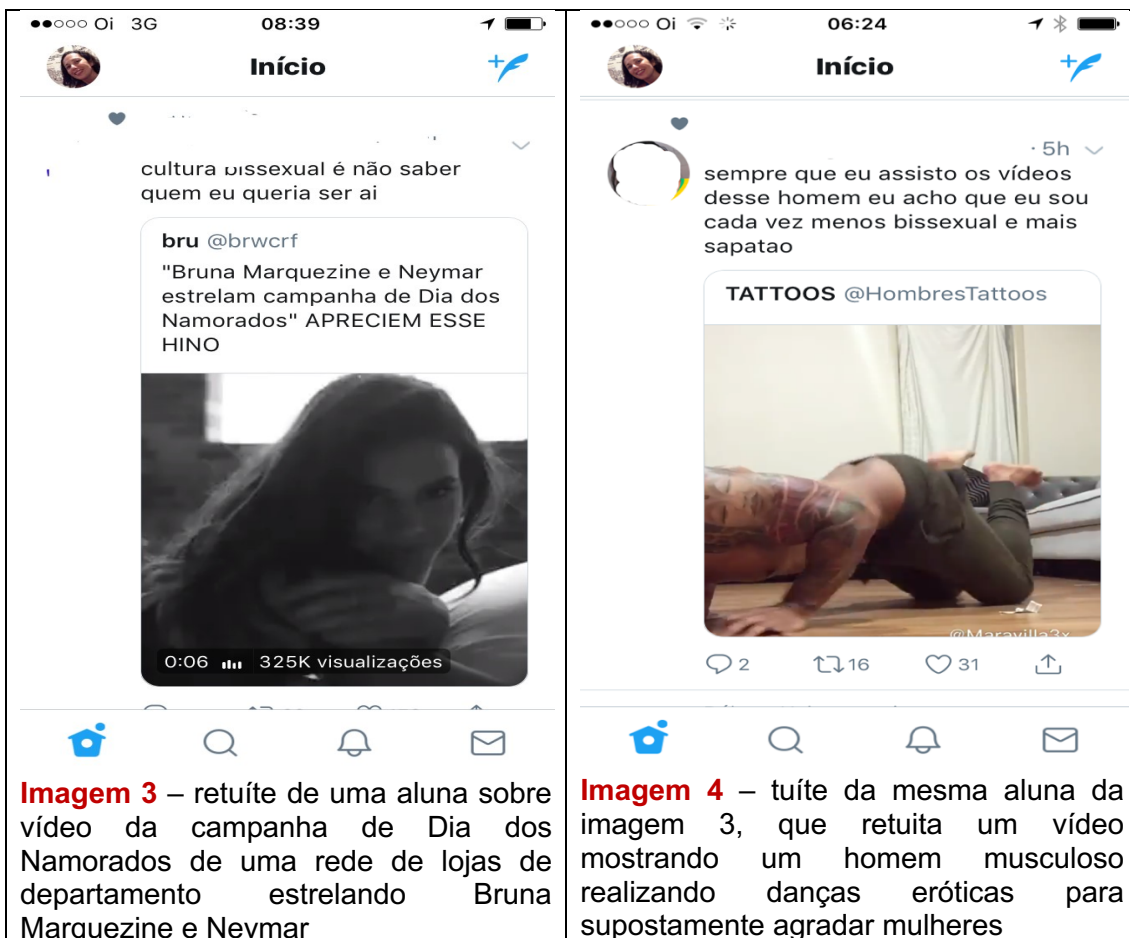 Oi 3G 08:39
Início
cultura bissexual é não saber
quem eu queria ser ai
bru @brwcrf
"Bruna Marquezine e Neymar
estrelam campanha de Dia dos
Namorados" APRECIEM ESSE
HINO
0:06 325K visualizações
Imagem 3 – retuíte de uma aluna sobre
vídeo da campanha de Dia dos
Namorados de uma rede de lojas de
departamento estrelando Bruna
Marquezine e Neymar
Oi 06:24
Início
· 5h
sempre que eu assisto os vídeos
desse homem eu acho que eu sou
cada vez menos bissexual e mais
sapatao
TATTOOS @HombresTattoos
@Maravilla3x
2 16 31
Imagem 4 – tuíte da mesma aluna da
imagem 3, que retuita um vídeo
mostrando um homem musculoso
realizando danças eróticas para
supostamente agradar mulheres